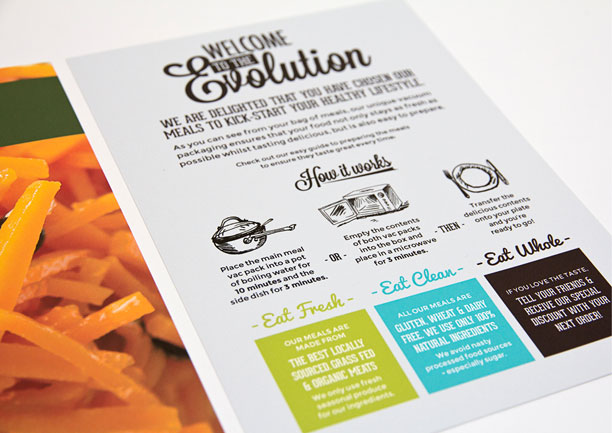 WELCOME
TO THE
Evolution
WE ARE DELIGHTED THAT YOU HAVE CHOSEN OUR
MEALS TO KICK-START YOUR HEALTHY LIFESTYLE.
As you can see from your bag of meals, our unique vacuum
packaging ensures that your food not only stays as fresh as
possible whilst tasting delicious, but is also easy to prepare.
Check out our easy guide to preparing the meals
to ensure they taste great every time:
How it works
Place the main meal
vac pack into a pot
of boiling water for
10 minutes and the
side dish for 3 minutes.
- OR -
Empty the contents
of both vac packs
into the box and
place in a microwave
for 3 minutes.
- THEN -
Transfer the
delicious contents
onto your plate
and you're
ready to go!
- Eat Fresh -
OUR MEALS ARE
MADE FROM
THE BEST LOCALLY
SOURCED GRASS FED
& ORGANIC MEATS
We only use fresh
seasonal produce
for our ingredients.
- Eat Clean -
ALL OUR MEALS ARE
GLUTEN, WHEAT & DAIRY
FREE. WE USE ONLY 100%
NATURAL INGREDIENTS
We avoid nasty
processed food sources
- especially sugar.
- Eat Whole -
IF YOU LOVE THE TASTE,
TELL YOUR FRIENDS &
RECEIVE OUR SPECIAL
DISCOUNT WITH YOUR
NEXT ORDER!